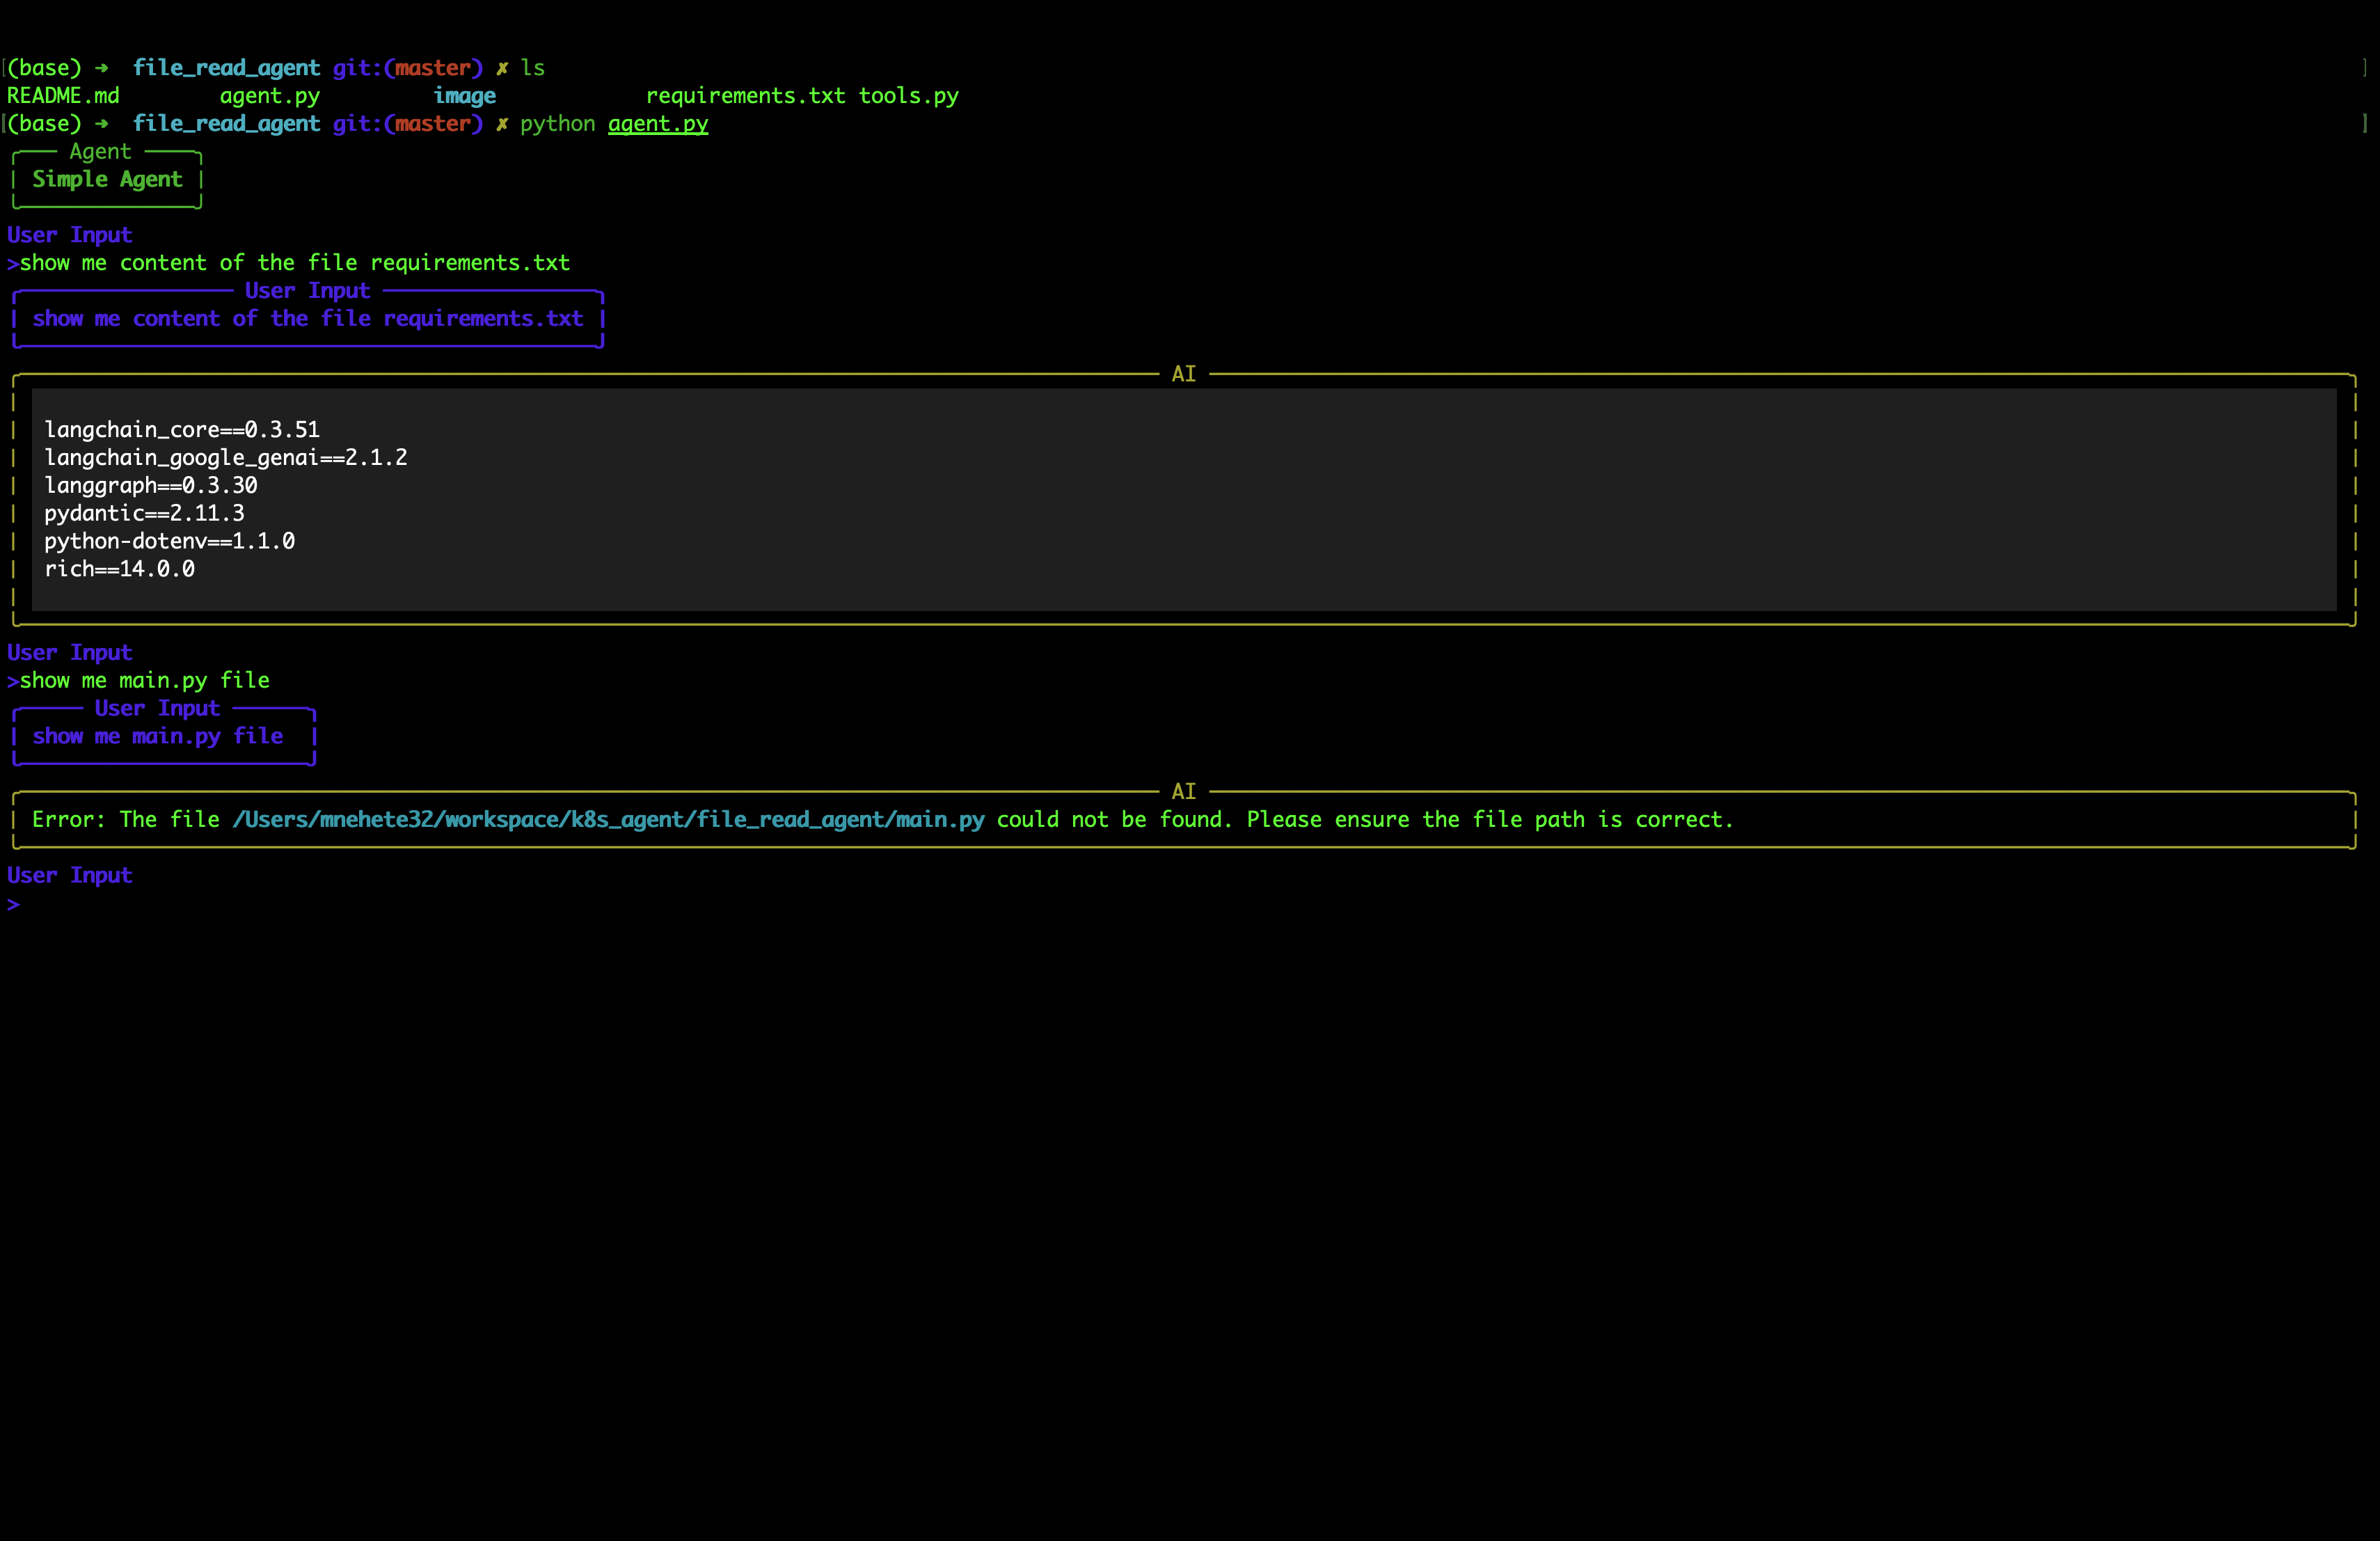 (base) ➜  file_read_agent git:(master) ✗ ls
README.md        agent.py         image            requirements.txt tools.py
(base) ➜  file_read_agent git:(master) ✗ python agent.py
Agent
Simple Agent
User Input
>show me content of the file requirements.txt
User Input
show me content of the file requirements.txt
AI
langchain_core==0.3.51
langchain_google_genai==2.1.2
langgraph==0.3.30
pydantic==2.11.3
python-dotenv==1.1.0
rich==14.0.0
User Input
>show me main.py file
User Input
show me main.py file
AI
Error: The file /Users/mnehete32/workspace/k8s_agent/file_read_agent/main.py could not be found. Please ensure the file path is correct.
User Input
>